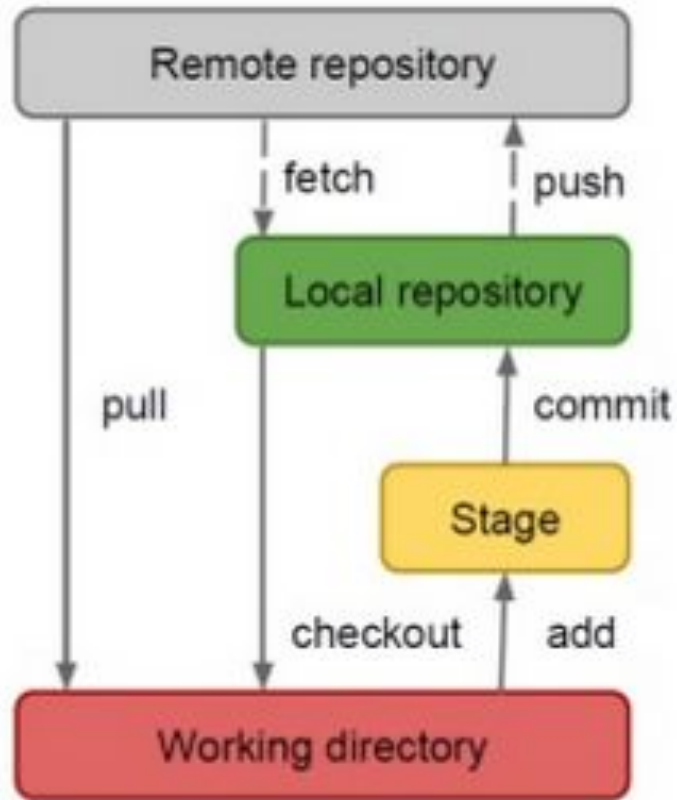 Remote repository
fetch
push
Local repository
pull
commit
Stage
checkout
add
Working directory